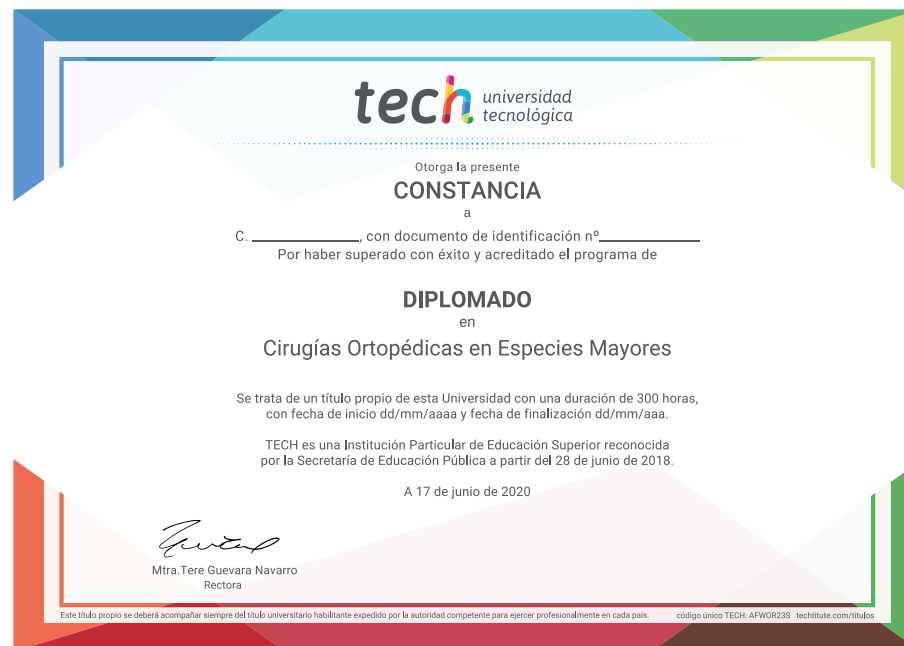 tech universidad
tecnológica
Otorga la presente
CONSTANCIA
a
C. ______________, con documento de identificación nº______________
Por haber superado con éxito y acreditado el programa de
DIPLOMADO
en
Cirugías Ortopédicas en Especies Mayores
Se trata de un título propio de esta Universidad con una duración de 300 horas,
con fecha de inicio dd/mm/aaaa y fecha de finalización dd/mm/aaa.
TECH es una Institución Particular de Educación Superior reconocida
por la Secretaría de Educación Pública a partir del 28 de junio de 2018.
A 17 de junio de 2020
Mtra.Tere Guevara Navarro
Rectora
Este título propio se deberá acompañar siempre del título universitario habilitante expedido por la autoridad competente para ejercer profesionalmente en cada país. código único TECH: AFWOR23S techtitute.com/titulos